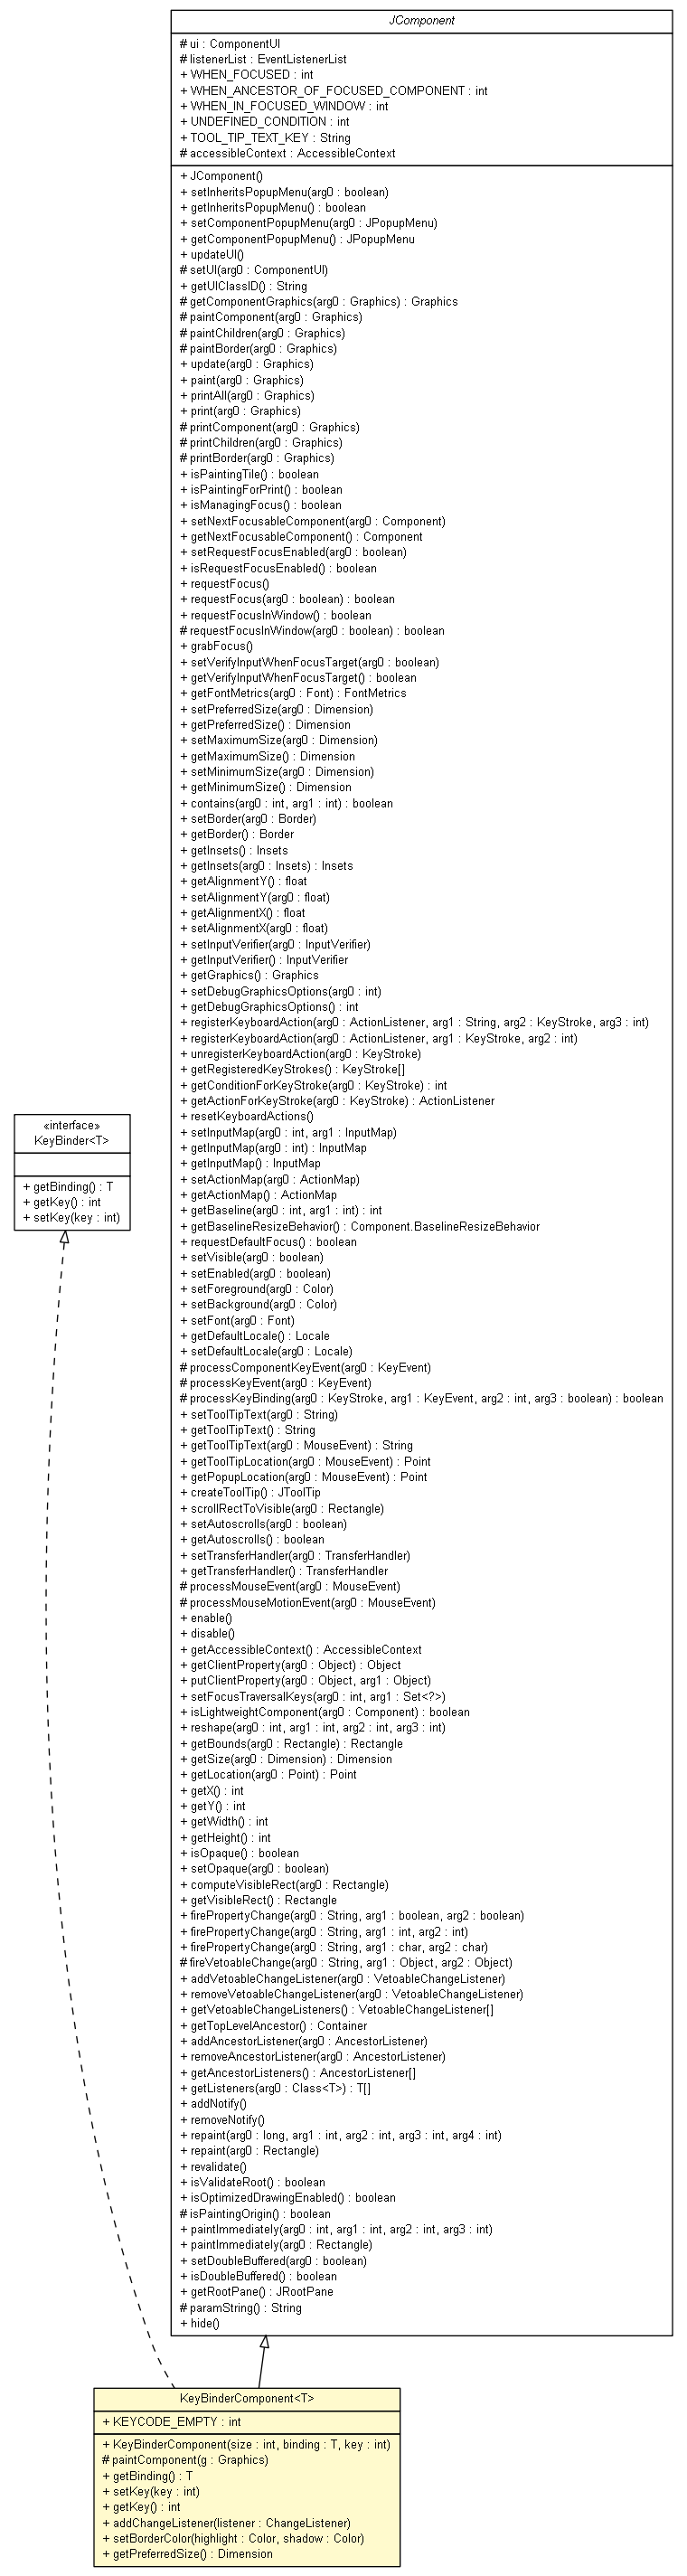 JComponent
# ui : ComponentUI
# listenerList : EventListenerList
+ WHEN_FOCUSED : int
+ WHEN_ANCESTOR_OF_FOCUSED_COMPONENT : int
+ WHEN_IN_FOCUSED_WINDOW : int
+ UNDEFINED_CONDITION : int
+ TOOL_TIP_TEXT_KEY : String
# accessibleContext : AccessibleContext
+ JComponent()
+ setInheritsPopupMenu(arg0 : boolean)
+ getInheritsPopupMenu() : boolean
+ setComponentPopupMenu(arg0 : JPopupMenu)
+ getComponentPopupMenu() : JPopupMenu
+ updateUI()
# setUI(arg0 : ComponentUI)
+ getUIClassID() : String
# getComponentGraphics(arg0 : Graphics) : Graphics
# paintComponent(arg0 : Graphics)
# paintChildren(arg0 : Graphics)
# paintBorder(arg0 : Graphics)
+ update(arg0 : Graphics)
+ paint(arg0 : Graphics)
+ printAll(arg0 : Graphics)
+ print(arg0 : Graphics)
# printComponent(arg0 : Graphics)
# printChildren(arg0 : Graphics)
# printBorder(arg0 : Graphics)
+ isPaintingTile() : boolean
+ isPaintingForPrint() : boolean
+ isManagingFocus() : boolean
+ setNextFocusableComponent(arg0 : Component)
+ getNextFocusableComponent() : Component
+ setRequestFocusEnabled(arg0 : boolean)
+ isRequestFocusEnabled() : boolean
+ requestFocus()
+ requestFocus(arg0 : boolean) : boolean
+ requestFocusInWindow() : boolean
# requestFocusInWindow(arg0 : boolean) : boolean
+ grabFocus()
+ setVerifyInputWhenFocusTarget(arg0 : boolean)
+ getVerifyInputWhenFocusTarget() : boolean
+ getFontMetrics(arg0 : Font) : FontMetrics
+ setPreferredSize(arg0 : Dimension)
+ getPreferredSize() : Dimension
+ setMaximumSize(arg0 : Dimension)
+ getMaximumSize() : Dimension
+ setMinimumSize(arg0 : Dimension)
+ getMinimumSize() : Dimension
+ contains(arg0 : int, arg1 : int) : boolean
+ setBorder(arg0 : Border)
+ getBorder() : Border
+ getInsets() : Insets
+ getInsets(arg0 : Insets) : Insets
+ getAlignmentY() : float
+ setAlignmentY(arg0 : float)
+ getAlignmentX() : float
+ setAlignmentX(arg0 : float)
+ setInputVerifier(arg0 : InputVerifier)
+ getInputVerifier() : InputVerifier
+ getGraphics() : Graphics
+ setDebugGraphicsOptions(arg0 : int)
+ getDebugGraphicsOptions() : int
+ registerKeyboardAction(arg0 : ActionListener, arg1 : String, arg2 : KeyStroke, arg3 : int)
+ registerKeyboardAction(arg0 : ActionListener, arg1 : KeyStroke, arg2 : int)
+ unregisterKeyboardAction(arg0 : KeyStroke)
+ getRegisteredKeyStrokes() : KeyStroke[]
+ getConditionForKeyStroke(arg0 : KeyStroke) : int
+ getActionForKeyStroke(arg0 : KeyStroke) : ActionListener
+ resetKeyboardActions()
+ setInputMap(arg0 : int, arg1 : InputMap)
+ getInputMap(arg0 : int) : InputMap
+ getInputMap() : InputMap
+ setActionMap(arg0 : ActionMap)
+ getActionMap() : ActionMap
+ getBaseline(arg0 : int, arg1 : int) : int
+ getBaselineResizeBehavior() : Component.BaselineResizeBehavior
+ requestDefaultFocus() : boolean
+ setVisible(arg0 : boolean)
+ setEnabled(arg0 : boolean)
+ setForeground(arg0 : Color)
+ setBackground(arg0 : Color)
+ setFont(arg0 : Font)
+ getDefaultLocale() : Locale
+ setDefaultLocale(arg0 : Locale)
# processComponentKeyEvent(arg0 : KeyEvent)
# processKeyEvent(arg0 : KeyEvent)
# processKeyBinding(arg0 : KeyStroke, arg1 : KeyEvent, arg2 : int, arg3 : boolean) : boolean
+ setToolTipText(arg0 : String)
+ getToolTipText() : String
+ getToolTipText(arg0 : MouseEvent) : String
+ getToolTipLocation(arg0 : MouseEvent) : Point
+ getPopupLocation(arg0 : MouseEvent) : Point
+ createToolTip() : JToolTip
+ scrollRectToVisible(arg0 : Rectangle)
+ setAutoscrolls(arg0 : boolean)
+ getAutoscrolls() : boolean
+ setTransferHandler(arg0 : TransferHandler)
+ getTransferHandler() : TransferHandler
# processMouseEvent(arg0 : MouseEvent)
# processMouseMotionEvent(arg0 : MouseEvent)
+ enable()
+ disable()
+ getAccessibleContext() : AccessibleContext
+ getClientProperty(arg0 : Object) : Object
+ putClientProperty(arg0 : Object, arg1 : Object)
+ setFocusTraversalKeys(arg0 : int, arg1 : Set<?>)
+ isLightweightComponent(arg0 : Component) : boolean
+ reshape(arg0 : int, arg1 : int, arg2 : int, arg3 : int)
+ getBounds(arg0 : Rectangle) : Rectangle
+ getSize(arg0 : Dimension) : Dimension
+ getLocation(arg0 : Point) : Point
+ getX() : int
+ getY() : int
+ getWidth() : int
+ getHeight() : int
+ isOpaque() : boolean
+ setOpaque(arg0 : boolean)
+ computeVisibleRect(arg0 : Rectangle)
+ getVisibleRect() : Rectangle
+ firePropertyChange(arg0 : String, arg1 : boolean, arg2 : boolean)
+ firePropertyChange(arg0 : String, arg1 : int, arg2 : int)
+ firePropertyChange(arg0 : String, arg1 : char, arg2 : char)
# fireVetoableChange(arg0 : String, arg1 : Object, arg2 : Object)
+ addVetoableChangeListener(arg0 : VetoableChangeListener)
+ removeVetoableChangeListener(arg0 : VetoableChangeListener)
+ getVetoableChangeListeners() : VetoableChangeListener[]
+ getTopLevelAncestor() : Container
+ addAncestorListener(arg0 : AncestorListener)
+ removeAncestorListener(arg0 : AncestorListener)
+ getAncestorListeners() : AncestorListener[]
+ getListeners(arg0 : Class<T>) : T[]
+ addNotify()
+ removeNotify()
+ repaint(arg0 : long, arg1 : int, arg2 : int, arg3 : int, arg4 : int)
+ repaint(arg0 : Rectangle)
+ revalidate()
+ isValidateRoot() : boolean
+ isOptimizedDrawingEnabled() : boolean
# isPaintingOrigin() : boolean
+ paintImmediately(arg0 : int, arg1 : int, arg2 : int, arg3 : int)
+ paintImmediately(arg0 : Rectangle)
+ setDoubleBuffered(arg0 : boolean)
+ isDoubleBuffered() : boolean
+ getRootPane() : JRootPane
# paramString() : String
+ hide()
«interface»
KeyBinder<T>
+ getBinding() : T
+ getKey() : int
+ setKey(key : int)
KeyBinderComponent<T>
+ KEYCODE_EMPTY : int
+ KeyBinderComponent(size : int, binding : T, key : int)
# paintComponent(g : Graphics)
+ getBinding() : T
+ setKey(key : int)
+ getKey() : int
+ addChangeListener(listener : ChangeListener)
+ setBorderColor(highlight : Color, shadow : Color)
+ getPreferredSize() : Dimension